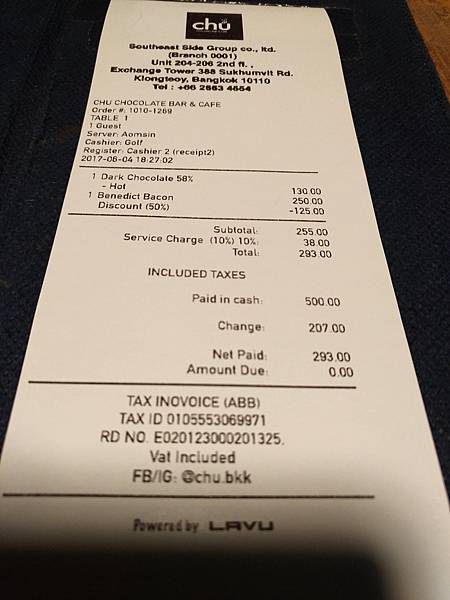 chu
Southeast Side Group co., ltd.
(Branch 0001)
Unit 204-206 2nd fl. .
Exchange Tower 388 Sukhumvit Rd.
Klongteoy, Bangkok 10110
Tel : +66 2663 4554
CHU CHOCOLATE BAR & CAFE
Order #: 1010-1269
TABLE 1
1 Guest
Server: Aomsin
Cashier: Golf
Register: Cashier 2 (receipt2)
2017-06-04 18:27:02
1 Dark Chocolate 58%
- Hot 130.00
1 Benedict Bacon 250.00
Discount (50%) -125.00
Subtotal: 255.00
Service Charge (10%) 10%: 38.00
Total: 293.00
INCLUDED TAXES
Paid in cash: 500.00
Change: 207.00
Net Paid: 293.00
Amount Due: 0.00
TAX INOVOICE (ABB)
TAX ID 0105553069971
RD NO. E020123000201325.
Vat Included
FB/IG: @chu.bkk
Powered by LAVU